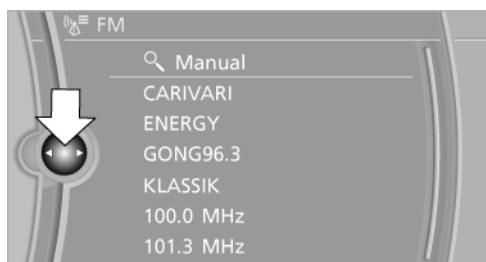 FM
Manual
CARIVARI
ENERGY
GONG96.3
KLASSIK
100.0 MHz
101.3 MHz